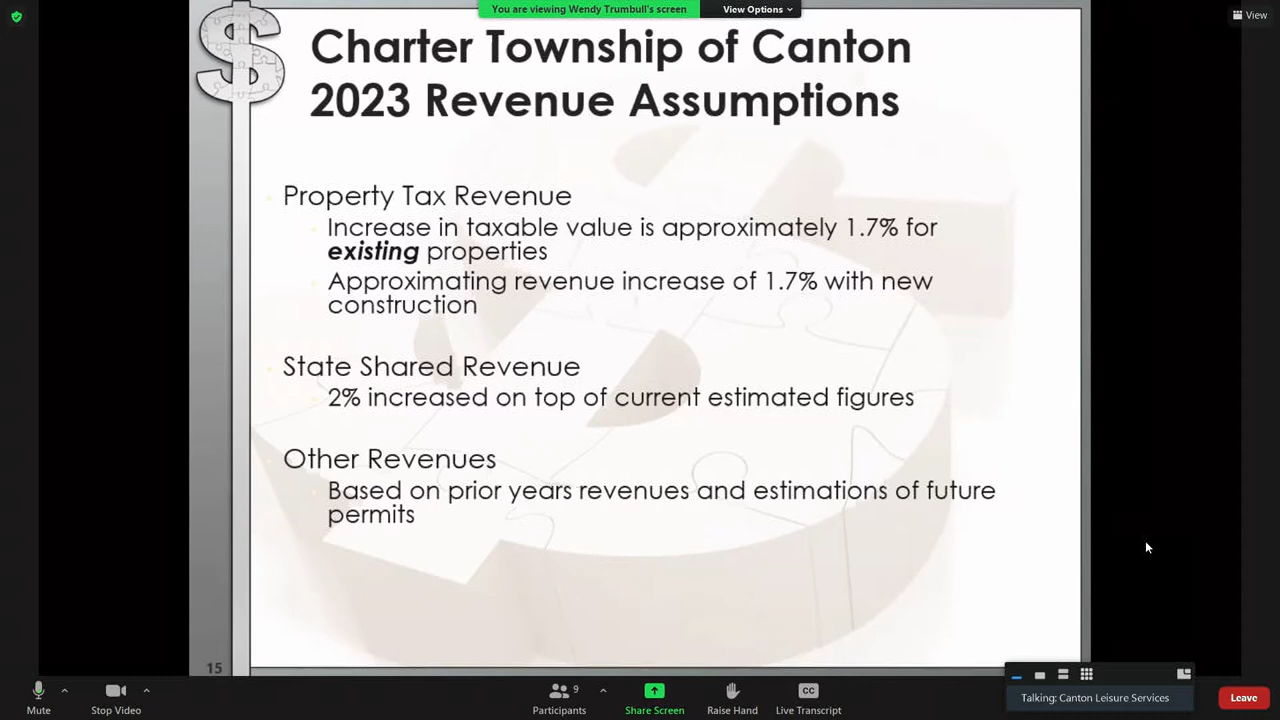 You are viewing Wendy Trumbull's screen
View Options
View
Charter Township of Canton
2023 Revenue Assumptions
Property Tax Revenue
Increase in taxable value is approximately 1.7% for
existing properties
Approximating revenue increase of 1.7% with new
construction
State Shared Revenue
2% increased on top of current estimated figures
Other Revenues
Based on prior years revenues and estimations of future
permits
15
Mute
Stop Video
9
Participants
Share Screen
Raise Hand
CC
Live Transcript
Talking: Canton Leisure Services
Leave